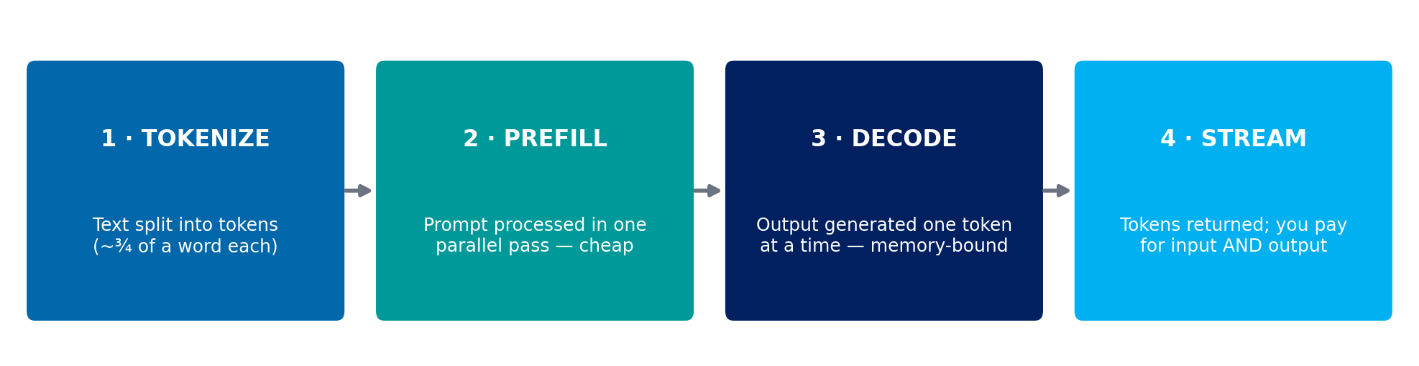 1 · TOKENIZE
Text split into tokens
(~¾ of a word each)
2 · PREFILL
Prompt processed in one
parallel pass — cheap
3 · DECODE
Output generated one token
at a time — memory-bound
4 · STREAM
Tokens returned; you pay
for input AND output